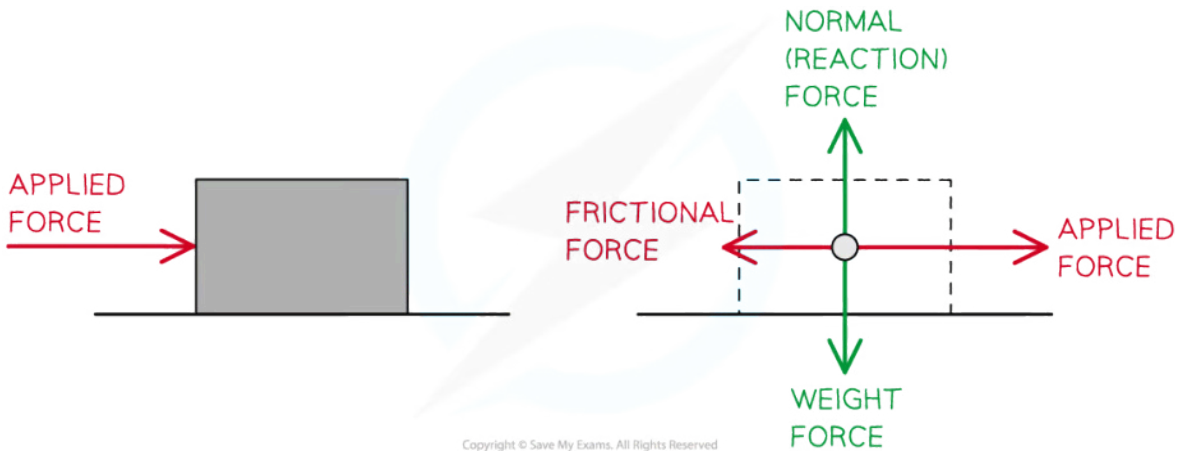 APPLIED
FORCE
NORMAL
(REACTION)
FORCE
FRICTIONAL
FORCE
APPLIED
FORCE
WEIGHT
FORCE
Copyright © Save My Exams. All Rights Reserved